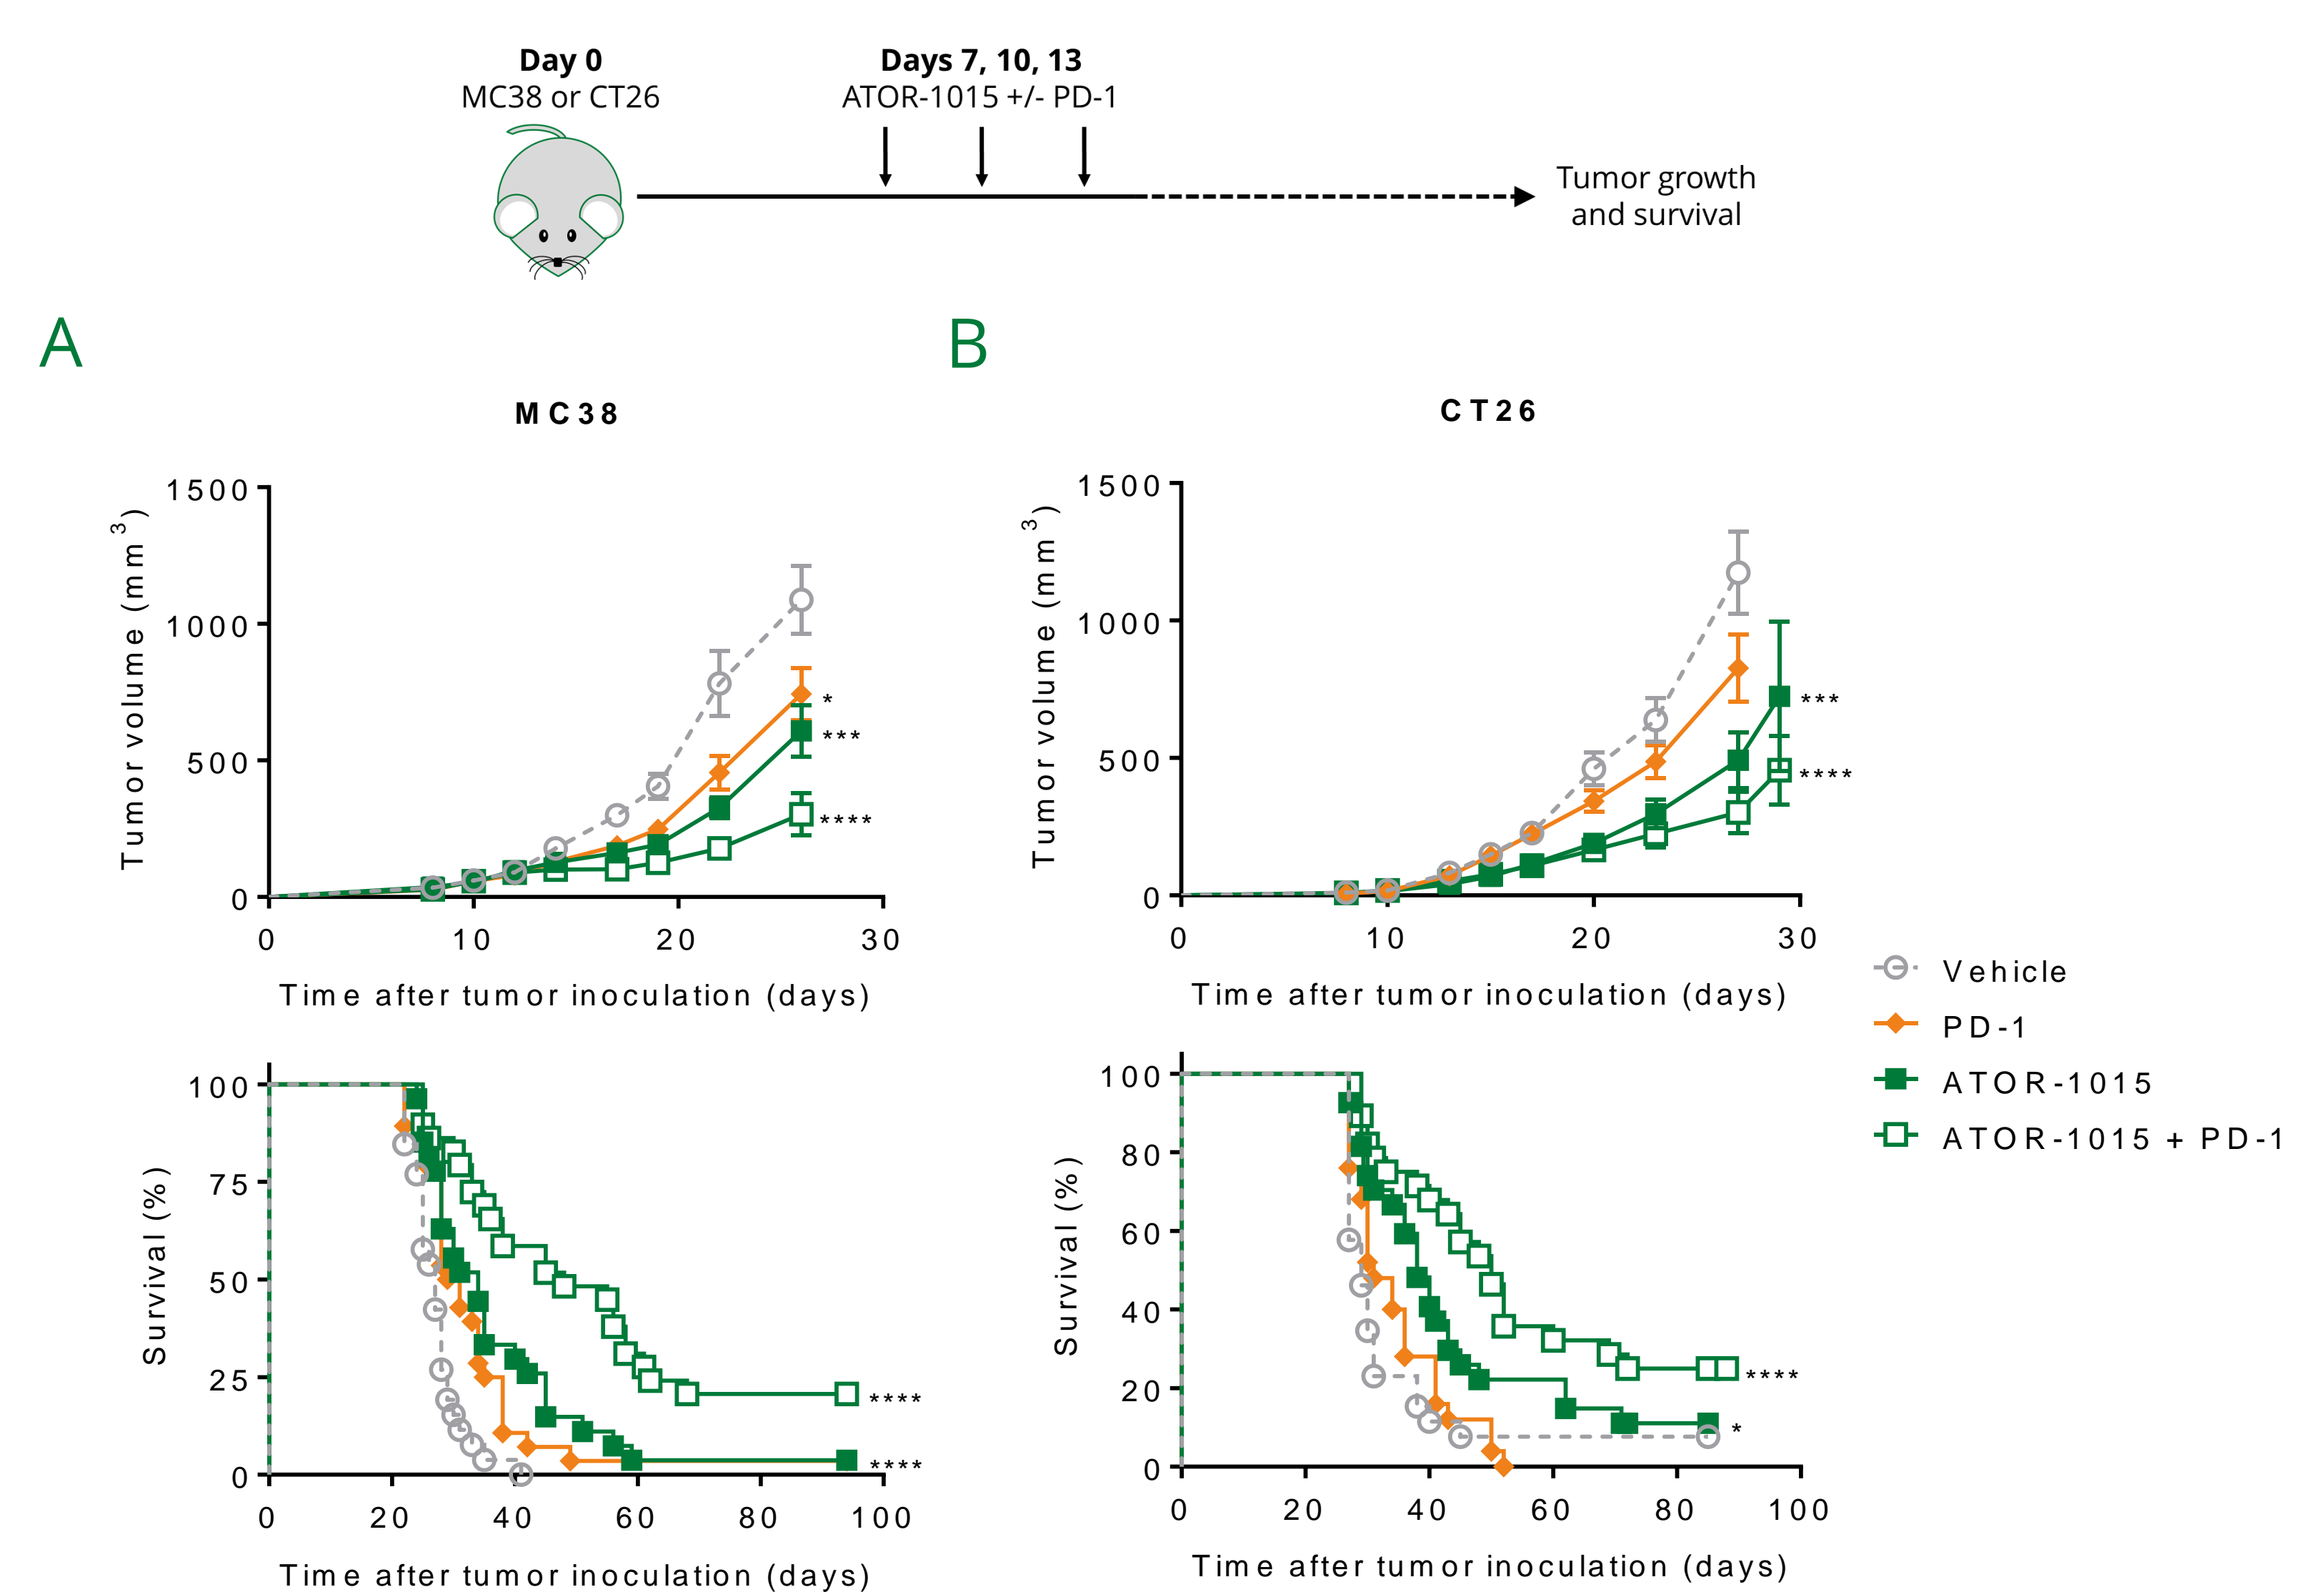 Day 0
MC38 or CT26
Days 7, 10, 13
ATOR-1015 +/- PD-1
Tumor growth
and survival
A
B
MC38
Tumor volume (mm³)
1500
1000
500
0
0 10 20 30
Time after tumor inoculation (days)
*
***
****
CT26
Tumor volume (mm³)
1500
1000
500
0
0 10 20 30
Time after tumor inoculation (days)
***
****
Vehicle
PD-1
ATOR-1015
ATOR-1015 + PD-1
Survival (%)
100
75
50
25
0
0 20 40 60 80 100
Time after tumor inoculation (days)
****
****
Survival (%)
100
80
60
40
20
0
0 20 40 60 80 100
Time after tumor inoculation (days)
****
*